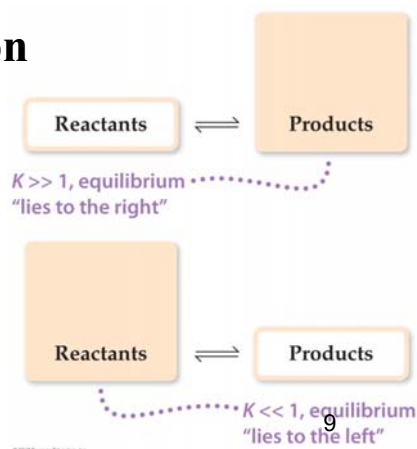 on
Reactants ⇌ Products
K >> 1, equilibrium
"lies to the right"
Reactants ⇌ Products
K << 1, equilibrium
9
"lies to the left"